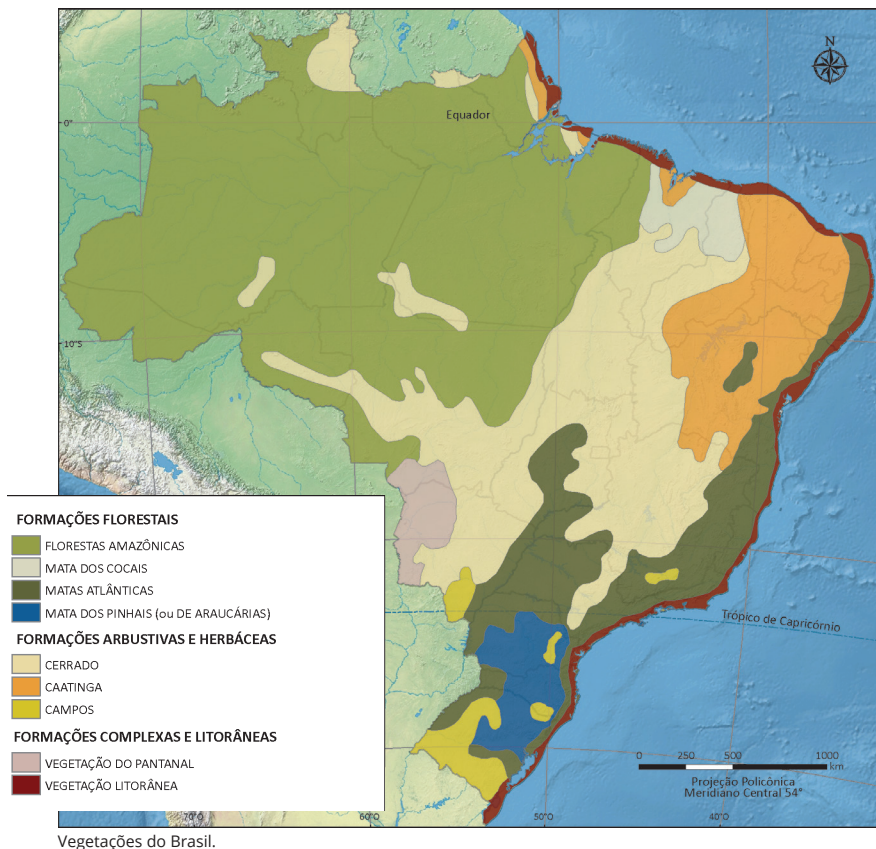 N
Equador
0°
10°S
Trópico de Capricórnio
FORMAÇÕES FLORESTAIS
FLORESTAS AMAZÔNICAS
MATA DOS COCAIS
MATAS ATLÂNTICAS
MATA DOS PINHAIS (ou DE ARAUCÁRIAS)
FORMAÇÕES ARBUSTIVAS E HERBÁCEAS
CERRADO
CAATINGA
CAMPOS
FORMAÇÕES COMPLEXAS E LITORÂNEAS
VEGETAÇÃO DO PANTANAL
VEGETAÇÃO LITORÂNEA
0 250 500 1000
km
Projeção Policônica
Meridiano Central 54°
70°O 60°O 50°O 40°O
Vegetações do Brasil.